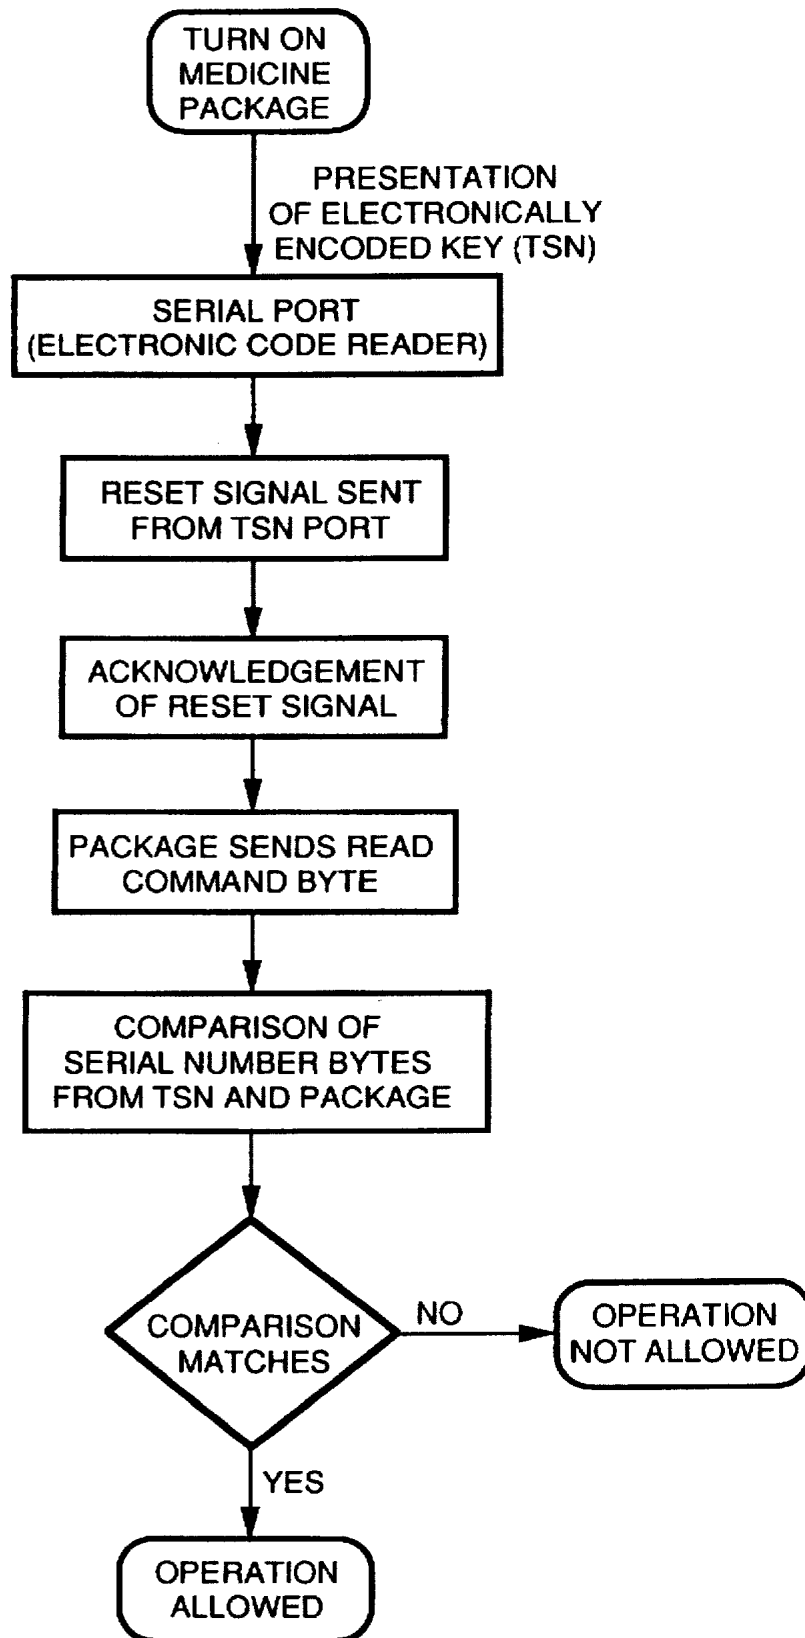 TURN ON
MEDICINE
PACKAGE
PRESENTATION
OF ELECTRONICALLY
ENCODED KEY (TSN)
SERIAL PORT
(ELECTRONIC CODE READER)
RESET SIGNAL SENT
FROM TSN PORT
ACKNOWLEDGEMENT
OF RESET SIGNAL
PACKAGE SENDS READ
COMMAND BYTE
COMPARISON OF
SERIAL NUMBER BYTES
FROM TSN AND PACKAGE
COMPARISON
MATCHES
NO
OPERATION
NOT ALLOWED
YES
OPERATION
ALLOWED